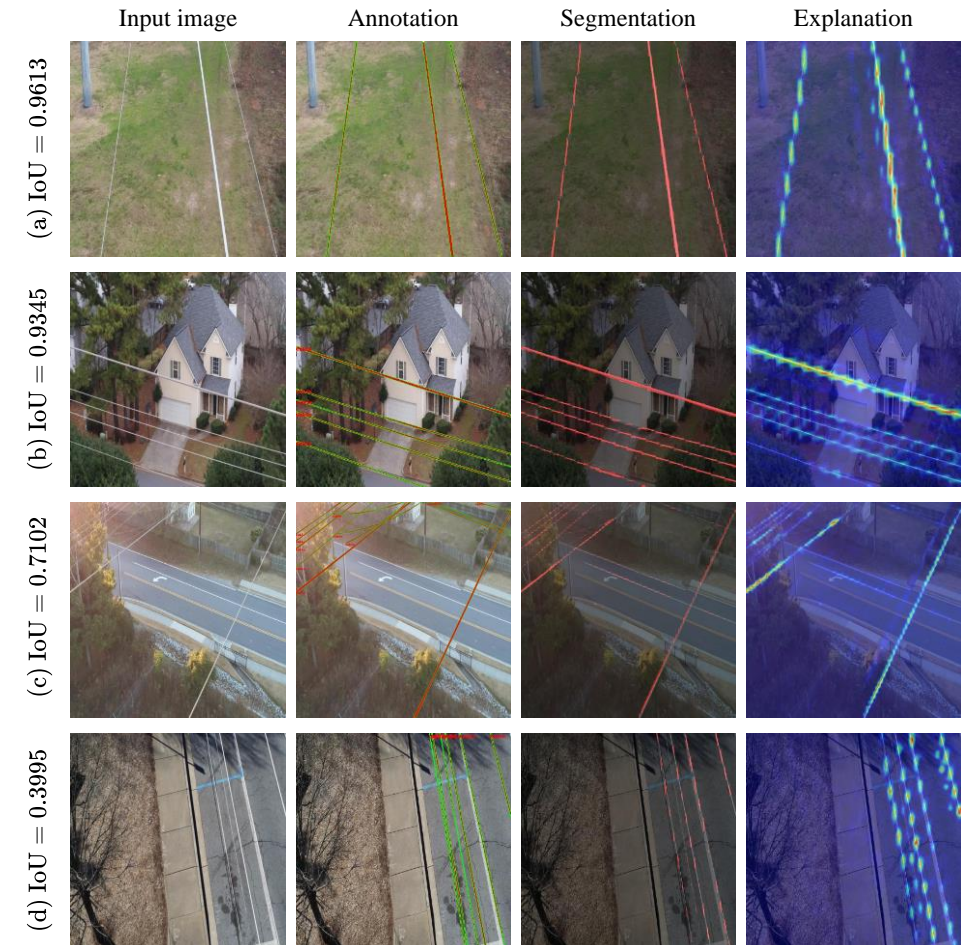 Input image
Annotation
Segmentation
Explanation
(a) IoU = 0.9613
(b) IoU = 0.9345
(c) IoU = 0.7102
(d) IoU = 0.3995